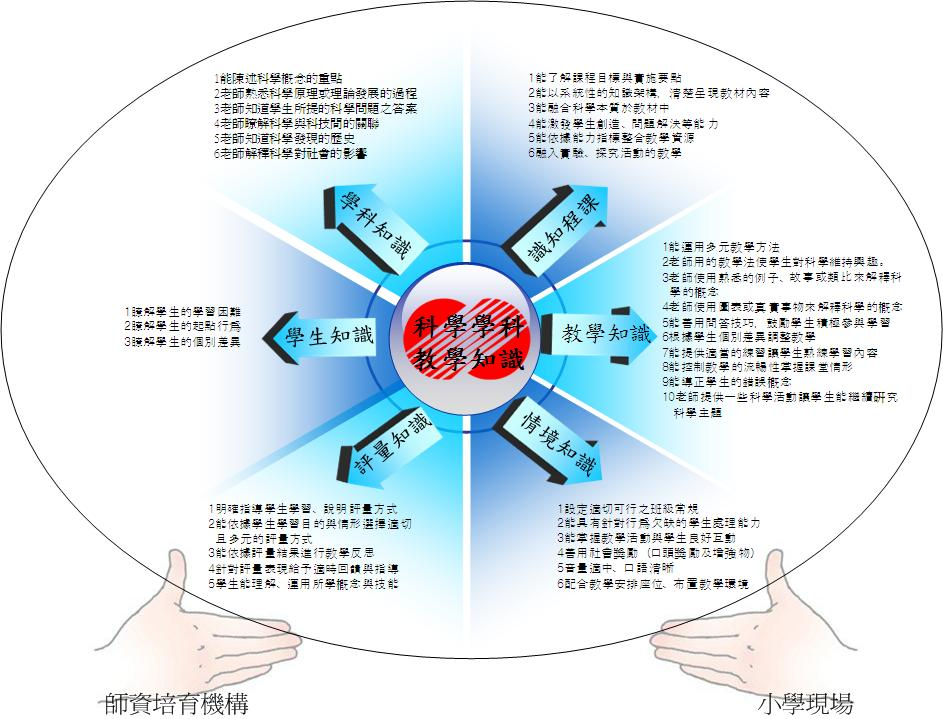 1能陳述科學概念的重點
2老師熟悉科學原理或理論發展的過程
3老師知道學生所提的科學問題之答案
4老師瞭解科學與科技間的關聯
5老師知道科學發現的歷史
6老師解釋科學對社會的影響
1能了解課程目標與實施要點
2能以系統性的知識架構，清楚呈現教材內容
3能融合科學本質於教材中
4能激發學生創造、問題解決等能力
5能依據能力指標整合教學資源
6融入實驗、探究活動的教學
學科知識
識知程課
1瞭解學生的學習困難
2瞭解學生的起點行為
3瞭解學生的個別差異
學生知識
科學學科
教學知識
教學知識
1能運用多元教學方法
2老師用的教學法使學生對科學維持興趣。
3老師使用熟悉的例子、故事或類比來解釋科
學的概念
4老師使用圖表或真實事物來解釋科學的概念
5能善用問答技巧，鼓勵學生積極參與學習
6根據學生個別差異調整教學
7能提供適當的練習讓學生熟練學習內容
8能控制教學的流暢性掌握課堂情形
9能導正學生的錯誤概念
10老師提供一些科學活動讓學生能繼續研究
科學主題
評量知識
情境知識
1明確指導學生學習、說明評量方式
2能依據學生學習目的與情形選擇適切
且多元的評量方式
3能依據評量結果進行教學反思
4針對評量表現給予適時回饋與指導
5學生能理解、運用所學概念與技能
1設定適切可行之班級常規
2能具有針對行為欠缺的學生處理能力
3能掌握教學活動與學生良好互動
4善用社會獎勵（口頭獎勵及增強物）
5音量適中、口語清晰
6配合教學安排座位、布置教學環境
師資培育機構
小學現場